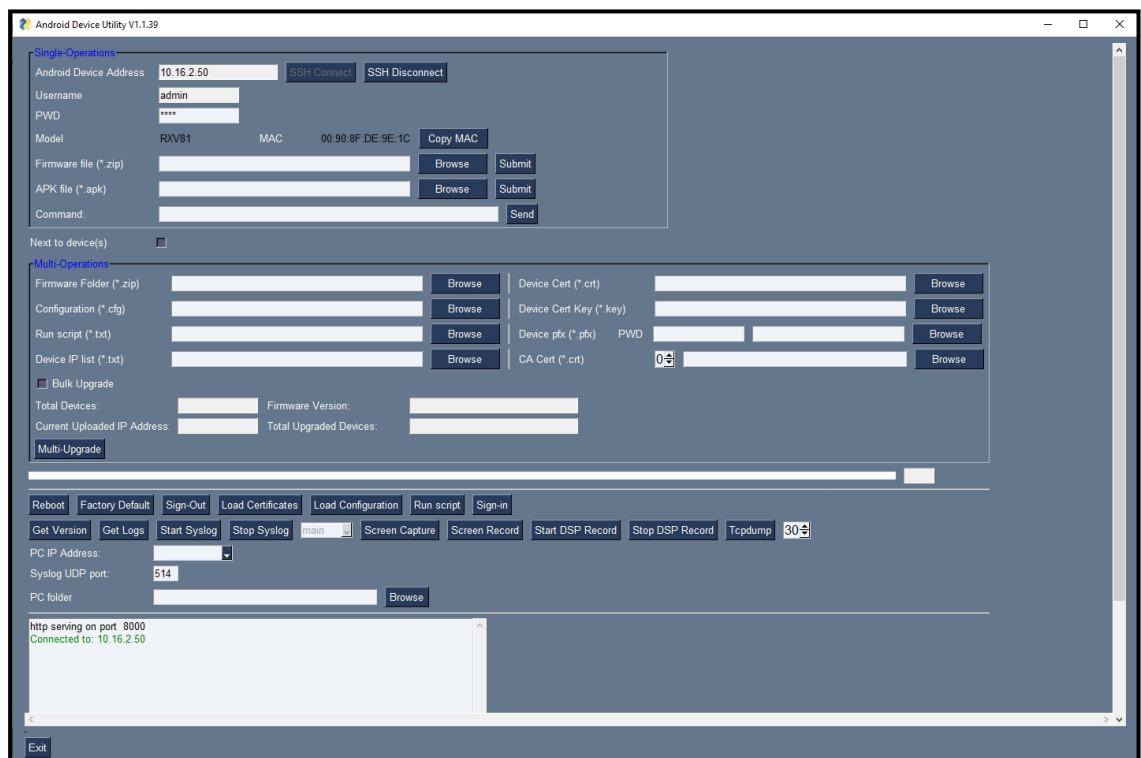 Android Device Utility V1.1.39
Single-Operations
Android Device Address 10.16.2.50 SSH Connect SSH Disconnect
Username admin
PWD ****
Model RXV81 MAC 00:90:8F:DE:9E:1C Copy MAC
Firmware file (*.zip) Browse Submit
APK file (*.apk) Browse Submit
Command: Send
Next to device(s)
Multi-Operations
Firmware Folder (*.zip) Browse Device Cert (*.crt) Browse
Configuration (*.cfg) Browse Device Cert Key (*.key) Browse
Run script (*.txt) Browse Device pfx (*.pfx) PWD Browse
Device IP list (*.txt) Browse CA Cert (*.crt) 0 Browse
Bulk Upgrade
Total Devices: Firmware Version:
Current Uploaded IP Address: Total Upgraded Devices:
Multi-Upgrade
Reboot Factory Default Sign-Out Load Certificates Load Configuration Run script Sign-in
Get Version Get Logs Start Syslog Stop Syslog main Screen Capture Screen Record Start DSP Record Stop DSP Record Tcpdump 30
PC IP Address:
Syslog UDP port: 514
PC folder Browse
http serving on port 8000
Connected to: 10.16.2.50
Exit